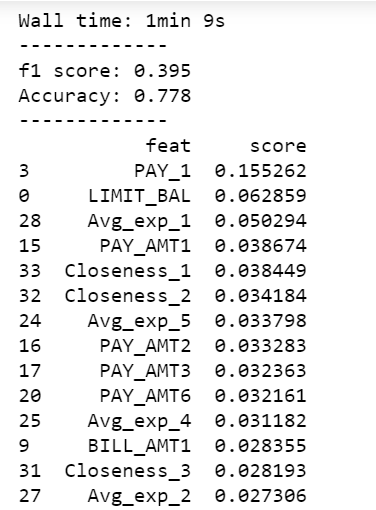 Wall time: 1min 9s
-------------
f1 score: 0.395
Accuracy: 0.778
-------------
feat score
3 PAY_1 0.155262
0 LIMIT_BAL 0.062859
28 Avg_exp_1 0.050294
15 PAY_AMT1 0.038674
33 Closeness_1 0.038449
32 Closeness_2 0.034184
24 Avg_exp_5 0.033798
16 PAY_AMT2 0.033283
17 PAY_AMT3 0.032363
20 PAY_AMT6 0.032161
25 Avg_exp_4 0.031182
9 BILL_AMT1 0.028355
31 Closeness_3 0.028193
27 Avg_exp_2 0.027306